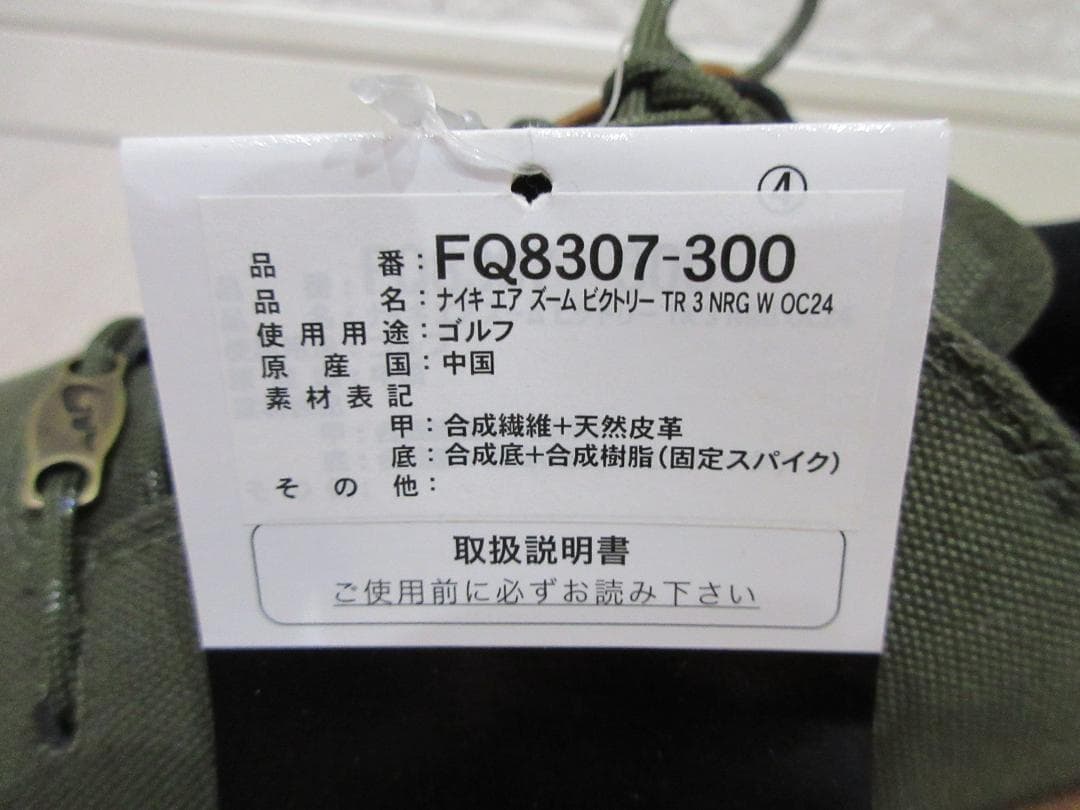 ④
品番：FQ8307-300
品名：ナイキ エア ズーム ビクトリー TR 3 NRG W OC24
使用用途：ゴルフ
原産国：中国
素材表記
甲：合成繊維＋天然皮革
底：合成底＋合成樹脂（固定スパイク）
その他：
取扱説明書
ご使用前に必ずお読み下さい